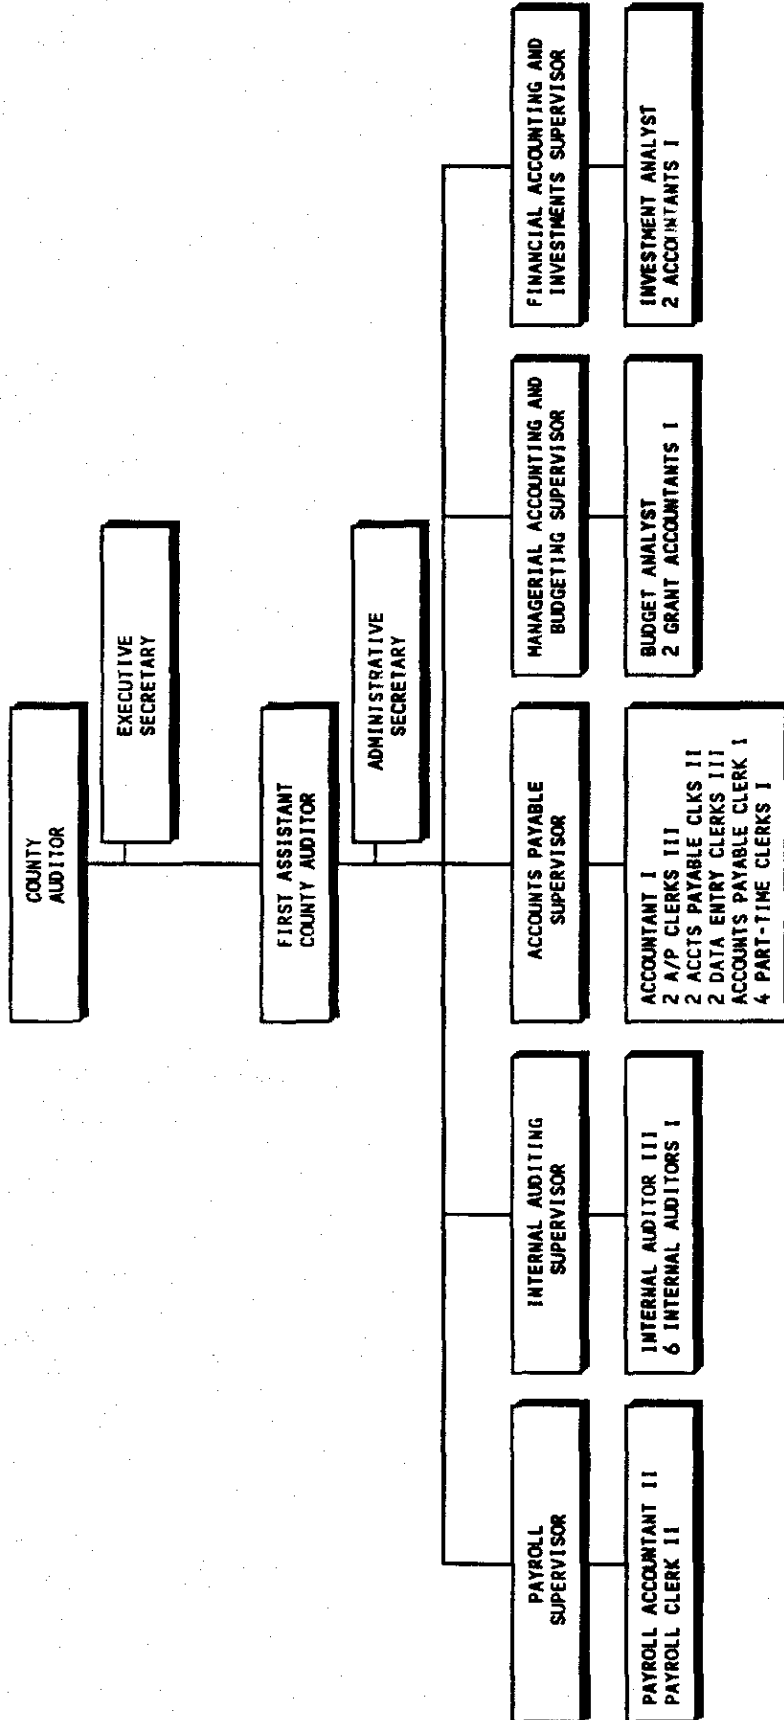 COUNTY
AUDITOR
EXECUTIVE
SECRETARY
FIRST ASSISTANT
COUNTY AUDITOR
ADMINISTRATIVE
SECRETARY
PAYROLL
SUPERVISOR
INTERNAL AUDITING
SUPERVISOR
ACCOUNTS PAYABLE
SUPERVISOR
MANAGERIAL ACCOUNTING AND
BUDGETING SUPERVISOR
FINANCIAL ACCOUNTING AND
INVESTMENTS SUPERVISOR
PAYROLL ACCOUNTANT II
PAYROLL CLERK II
INTERNAL AUDITOR III
6 INTERNAL AUDITORS I
ACCOUNTANT I
2 A/P CLERKS III
2 ACCTS PAYABLE CLKS II
2 DATA ENTRY CLERKS III
ACCOUNTS PAYABLE CLERK I
4 PART-TIME CLERKS I
BUDGET ANALYST
2 GRANT ACCOUNTANTS I
INVESTMENT ANALYST
2 ACCOUNTANTS I